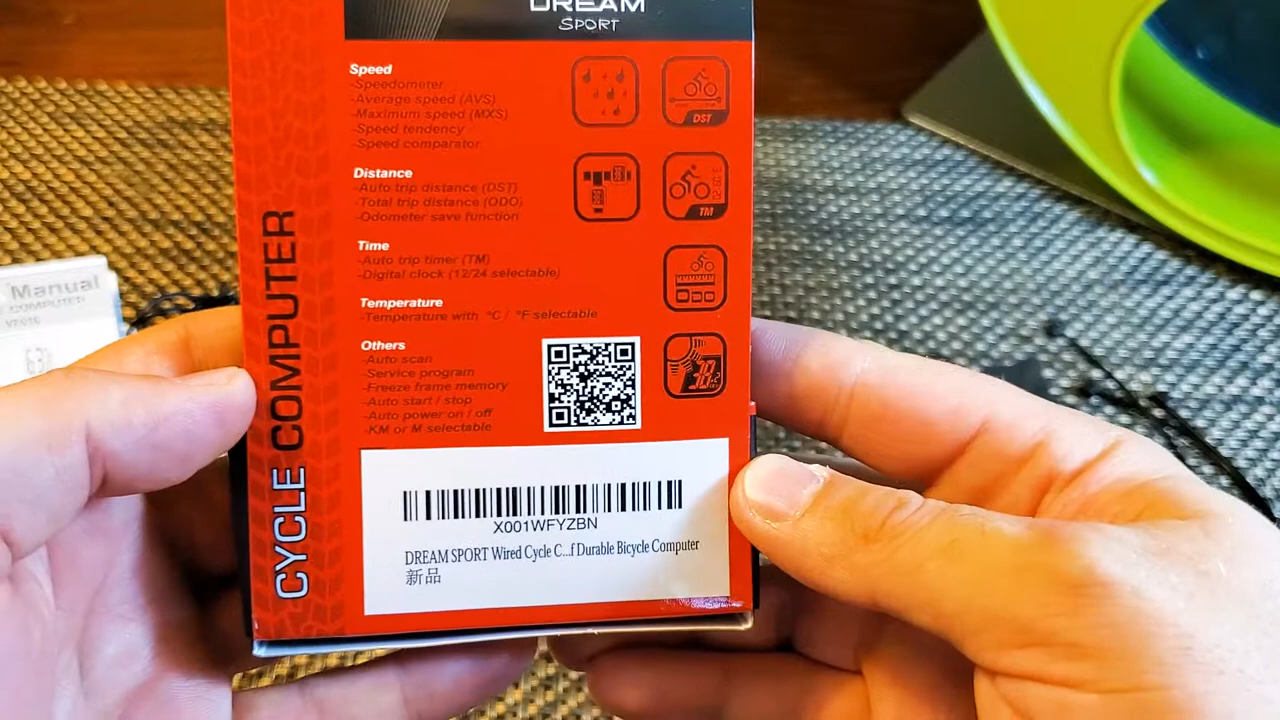 DREAM
SPORT
Speed
-Speedometer
-Average speed (AVS)
-Maximum speed (MXS)
-Speed tendency
-Speed comparator
Distance
-Auto trip distance (DST)
-Total trip distance (ODO)
-Odometer save function
Time
-Auto trip timer (TM)
-Digital clock (12/24 selectable)
Temperature
-Temperature with °C / °F selectable
Others
-Auto scan
-Service program
-Freeze frame memory
-Auto start / stop
-Auto power on / off
-KM or M selectable
DST
TM
CYCLE COMPUTER
X001WFYZBN
DREAM SPORT Wired Cycle C...f Durable Bicycle Computer
新品
Manual
COMPUTER